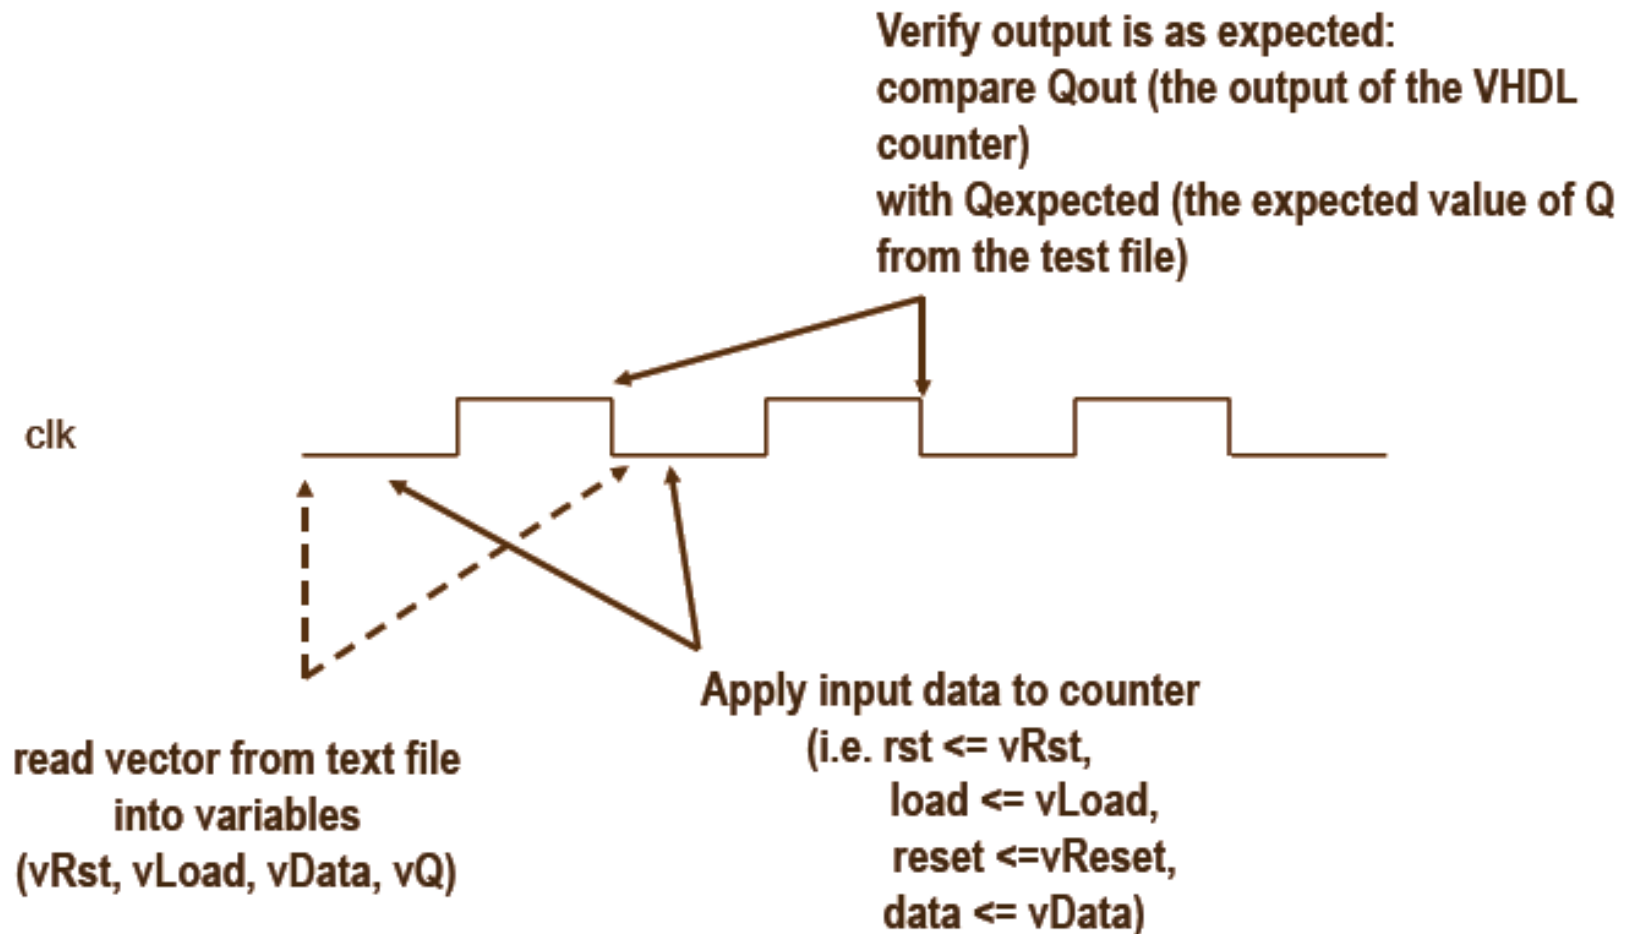 Verify output is as expected:
compare Qout (the output of the VHDL
counter)
with Qexpected (the expected value of Q
from the test file)
clk
Apply input data to counter
(i.e. rst <= vRst,
load <= vLoad,
reset <=vReset,
data <= vData)
read vector from text file
into variables
(vRst, vLoad, vData, vQ)